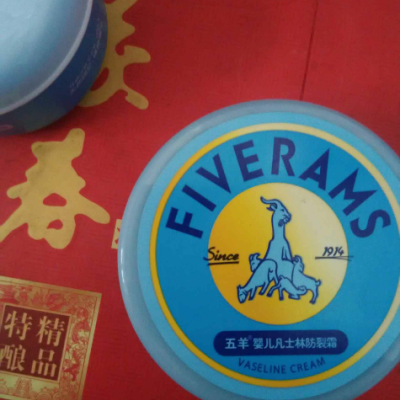 春
精品
特酿
FIVERAMS
Since 1914
五羊® 婴儿凡士林防裂霜
VASELINE CREAM